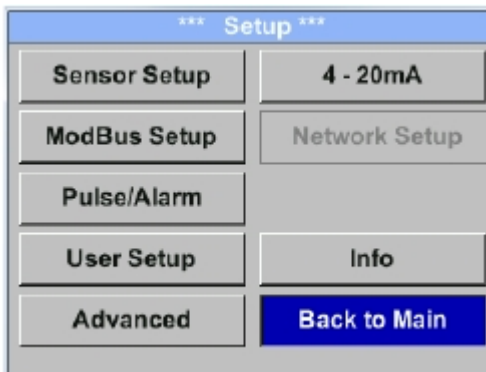 *** Setup ***
Sensor Setup
4 - 20mA
ModBus Setup
Network Setup
Pulse/Alarm
User Setup
Info
Advanced
Back to Main